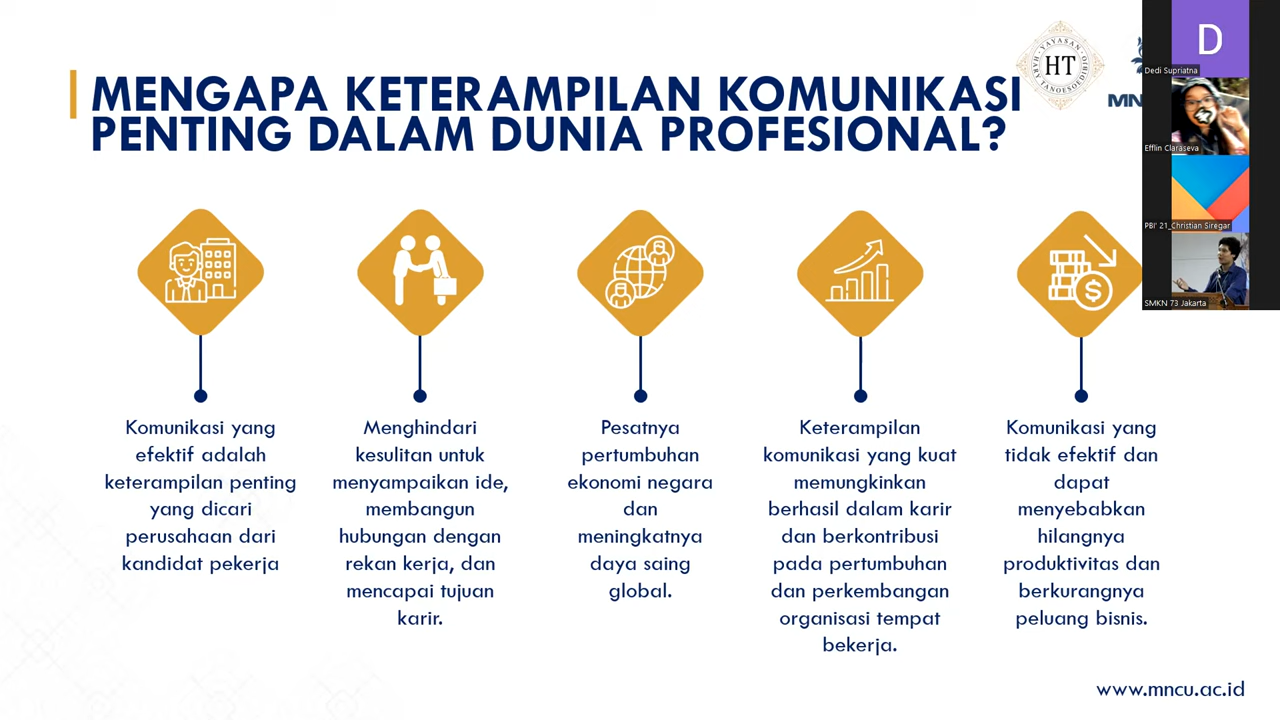 MENGAPA KETERAMPILAN KOMUNIKASI
PENTING DALAM DUNIA PROFESIONAL?
YAYASAN
HT
HARY TANOESOEDIBJO
MN
D
Dedi Supriatna
Efflin Claraseva
PBI' 21_Christian Siregar
SMKN 73 Jakarta
Komunikasi yang
efektif adalah
keterampilan penting
yang dicari
perusahaan dari
kandidat pekerja
Menghindari
kesulitan untuk
menyampaikan ide,
membangun
hubungan dengan
rekan kerja, dan
mencapai tujuan
karir.
Pesatnya
pertumbuhan
ekonomi negara
dan
meningkatnya
daya saing
global.
Keterampilan
komunikasi yang kuat
memungkinkan
berhasil dalam karir
dan berkontribusi
pada pertumbuhan
dan perkembangan
organisasi tempat
bekerja.
$
Komunikasi yang
tidak efektif dan
dapat
menyebabkan
hilangnya
produktivitas dan
berkurangnya
peluang bisnis.
www.mncu.ac.id